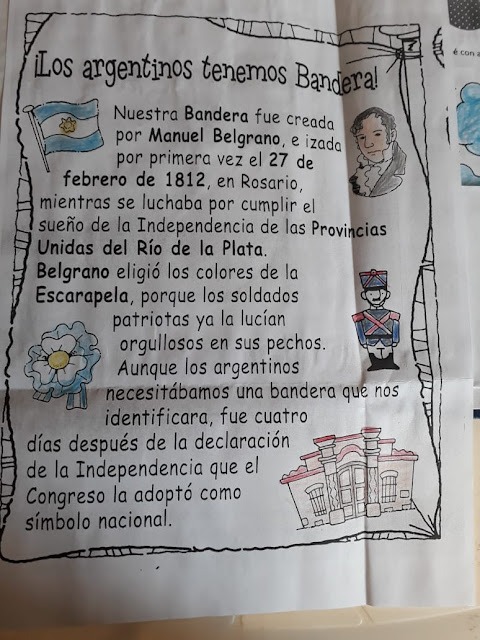 ¡Los argentinos tenemos Bandera!
Nuestra Bandera fue creada
por Manuel Belgrano, e izada
por primera vez el 27 de
febrero de 1812, en Rosario,
mientras se luchaba por cumplir el
sueño de la Independencia de las Provincias
Unidas del Río de la Plata.
Belgrano eligió los colores de la
Escarapela, porque los soldados
patriotas ya la lucían
orgullosos en sus pechos.
Aunque los argentinos
necesitábamos una bandera que nos
identificara, fue cuatro
días después de la declaración
de la Independencia que el
Congreso la adoptó como
símbolo nacional.
é con a